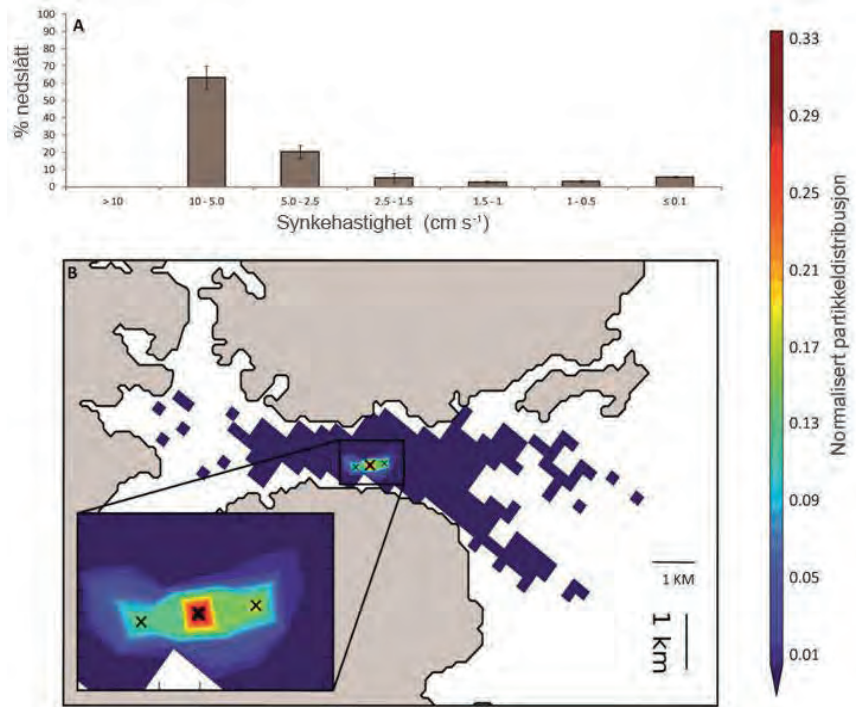 A
100
90
80
70
60
50
40
30
20
10
0
% nedslått
> 10
10 - 5.0
5.0 - 2.5
2.5 - 1.5
1.5 - 1
1 - 0.5
≤ 0.1
Synkehastighet (cm s⁻¹)
B
1 KM
1 km
0.33
0.29
0.25
0.21
0.17
0.13
0.09
0.05
0.01
Normalisert partikkeldistribusjon